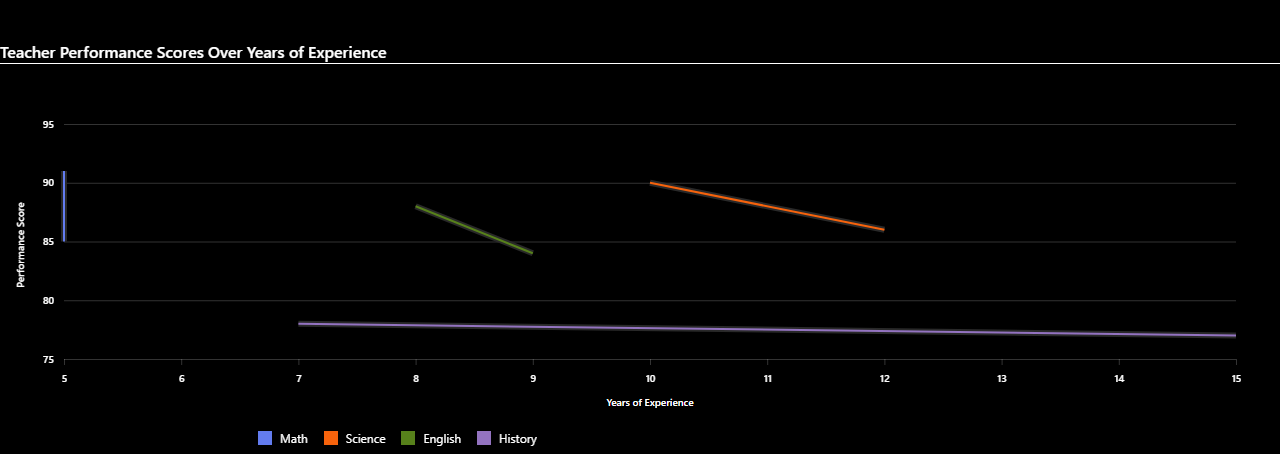 Teacher Performance Scores Over Years of Experience
95
90
85
80
75
Performance Score
5 6 7 8 9 10 11 12 13 14 15
Years of Experience
Math Science English History